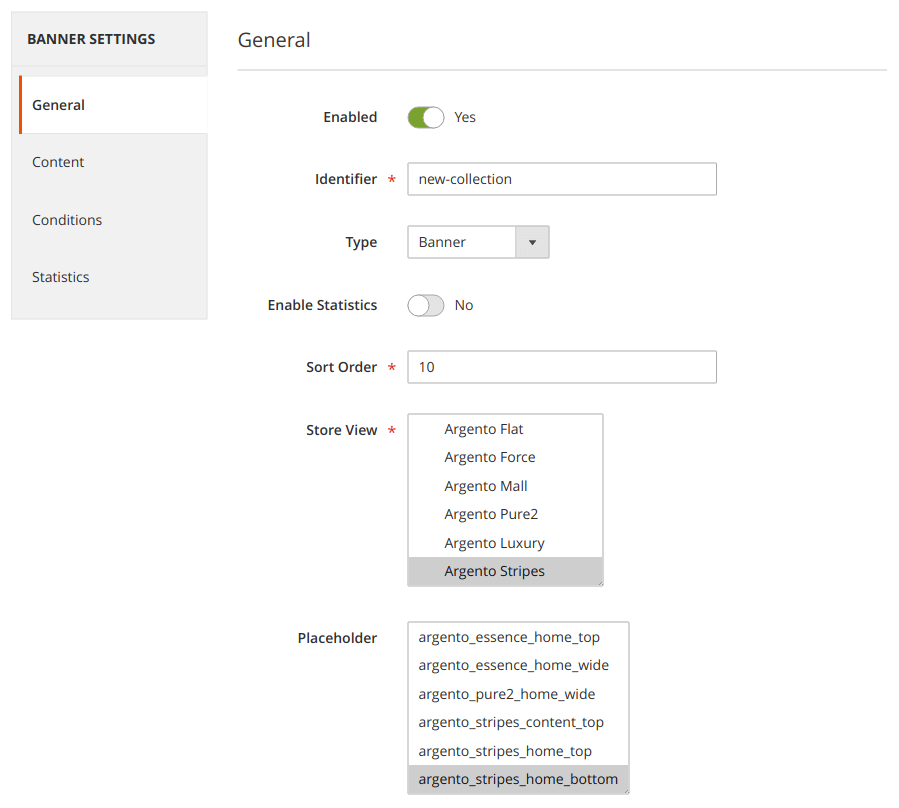 BANNER SETTINGS
General
Content
Conditions
Statistics
General
Enabled Yes
Identifier * new-collection
Type Banner
Enable Statistics No
Sort Order * 10
Store View *
Argento Flat
Argento Force
Argento Mall
Argento Pure2
Argento Luxury
Argento Stripes
Placeholder
argento_essence_home_top
argento_essence_home_wide
argento_pure2_home_wide
argento_stripes_content_top
argento_stripes_home_top
argento_stripes_home_bottom